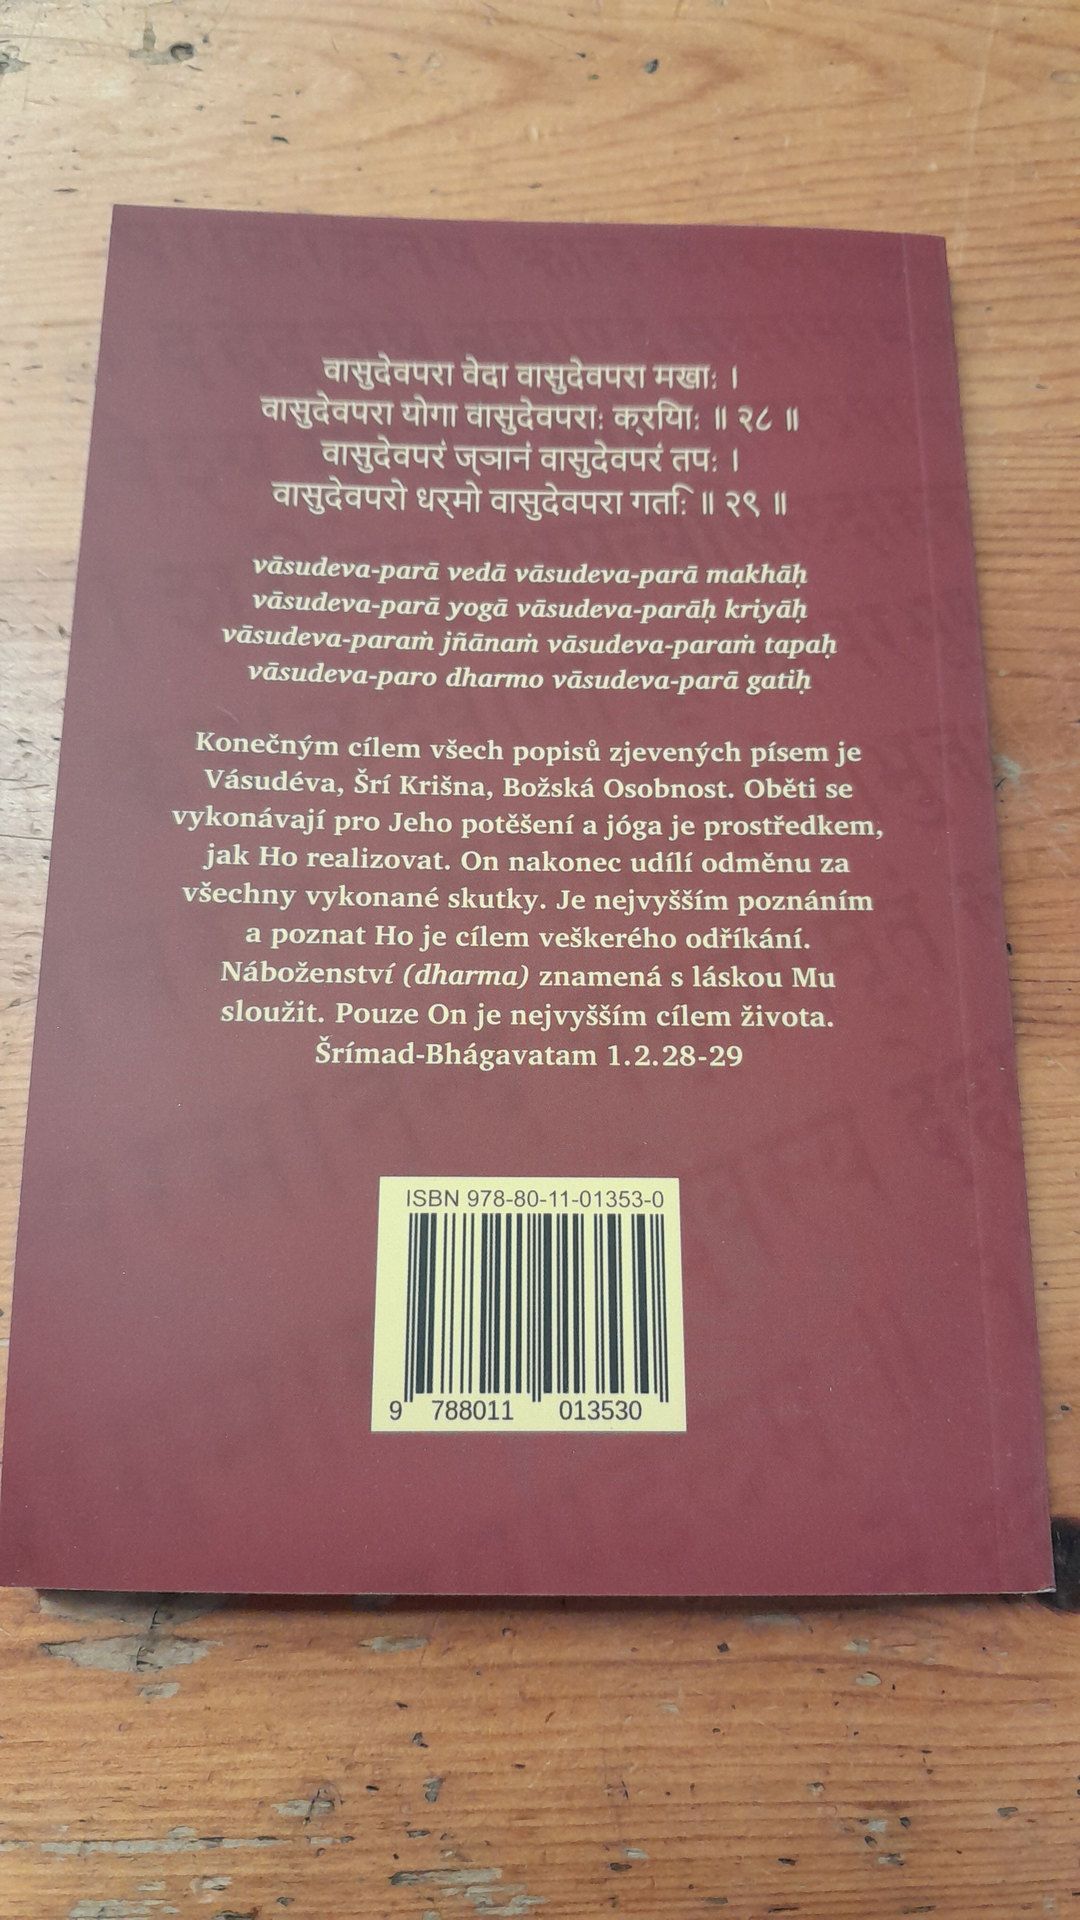 वासुदेवपरा वेदा वासुदेवपरा मखाः ।
वासुदेवपरा योगा वासुदेवपराः क्रयिाः ॥ २८ ॥
वासुदेवपरं ज्ञानं वासुदेवपरं तपः ।
वासुदेवपरो धर्मो वासुदेवपरा गतिः ॥ २९ ॥
vāsudeva-parā vedā vāsudeva-parā makhāḥ
vāsudeva-parā yogā vāsudeva-parāḥ kriyāḥ
vāsudeva-paraṁ jñānaṁ vāsudeva-paraṁ tapaḥ
vāsudeva-paro dharmo vāsudeva-parā gatiḥ
Konečným cílem všech popisů zjevených písem je
Vásudéva, Šrí Krišna, Božská Osobnost. Oběti se
vykonávají pro Jeho potěšení a jóga je prostředkem,
jak Ho realizovat. On nakonec udílí odměnu za
všechny vykonané skutky. Je nejvyšším poznáním
a poznat Ho je cílem veškerého odříkání.
Náboženství (dharma) znamená s láskou Mu
sloužit. Pouze On je nejvyšším cílem života.
Šrímad-Bhágavatam 1.2.28-29
ISBN 978-80-11-01353-0
9 788011 013530